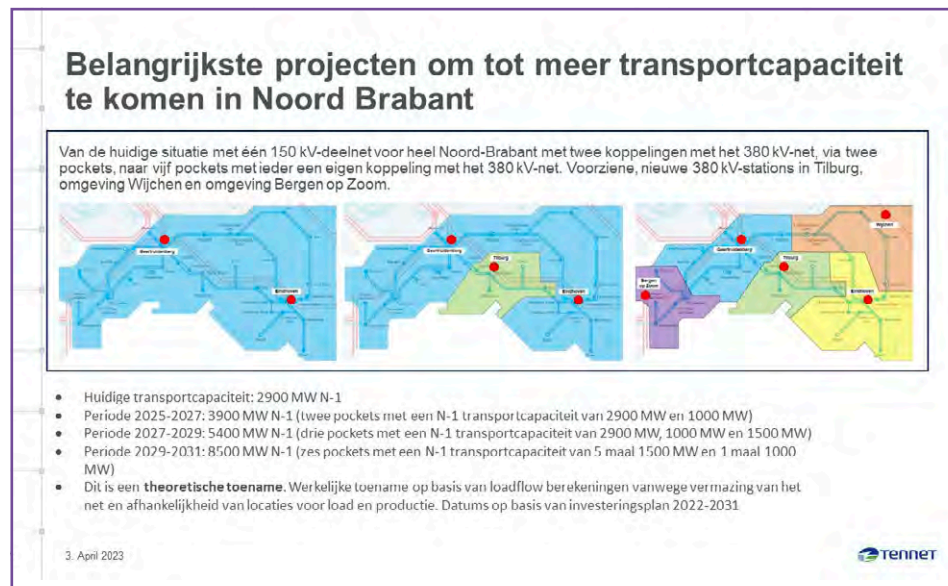 Belangrijkste projecten om tot meer transportcapaciteit
te komen in Noord Brabant
Van de huidige situatie met één 150 kV-deelnet voor heel Noord-Brabant met twee koppelingen met het 380 kV-net, via twee
pockets, naar vijf pockets met ieder een eigen koppeling met het 380 kV-net. Voorziene, nieuwe 380 kV-stations in Tilburg,
omgeving Wijchen en omgeving Bergen op Zoom.
Geertruidenberg
Eindhoven
Geertruidenberg
Tilburg
Eindhoven
Wijchen
Geertruidenberg
Tilburg
Bergen
op Zoom
Eindhoven
• Huidige transportcapaciteit: 2900 MW N-1
• Periode 2025-2027: 3900 MW N-1 (twee pockets met een N-1 transportcapaciteit van 2900 MW en 1000 MW)
• Periode 2027-2029: 5400 MW N-1 (drie pockets met een N-1 transportcapaciteit van 2900 MW, 1000 MW en 1500 MW)
• Periode 2029-2031: 8500 MW N-1 (zes pockets met een N-1 transportcapaciteit van 5 maal 1500 MW en 1 maal 1000
MW)
• Dit is een theoretische toename. Werkelijke toename op basis van loadflow berekeningen vanwege vermazing van het
net en afhankelijkheid van locaties voor load en productie. Datums op basis van investeringsplan 2022-2031
3. April 2023
TENNET